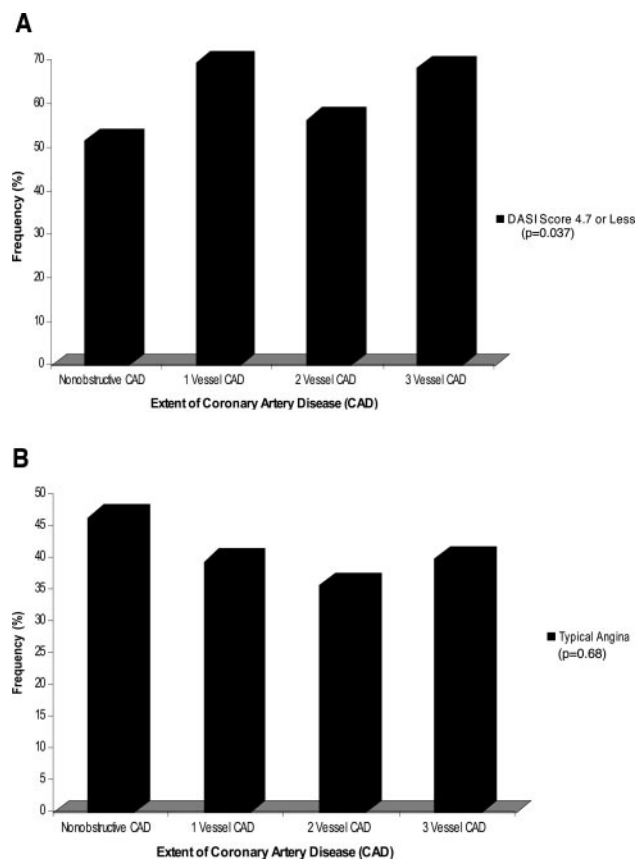 A
70
60
50
40
30
20
10
0
Frequency (%)
Nonobstructive CAD 1 Vessel CAD 2 Vessel CAD 3 Vessel CAD
Extent of Coronary Artery Disease (CAD)
DASI Score 4.7 or Less
(p=0.037)
B
50
45
40
35
30
25
20
15
10
5
0
Frequency (%)
Nonobstructive CAD 1 Vessel CAD 2 Vessel CAD 3 Vessel CAD
Extent of Coronary Artery Disease (CAD)
Typical Angina
(p=0.68)